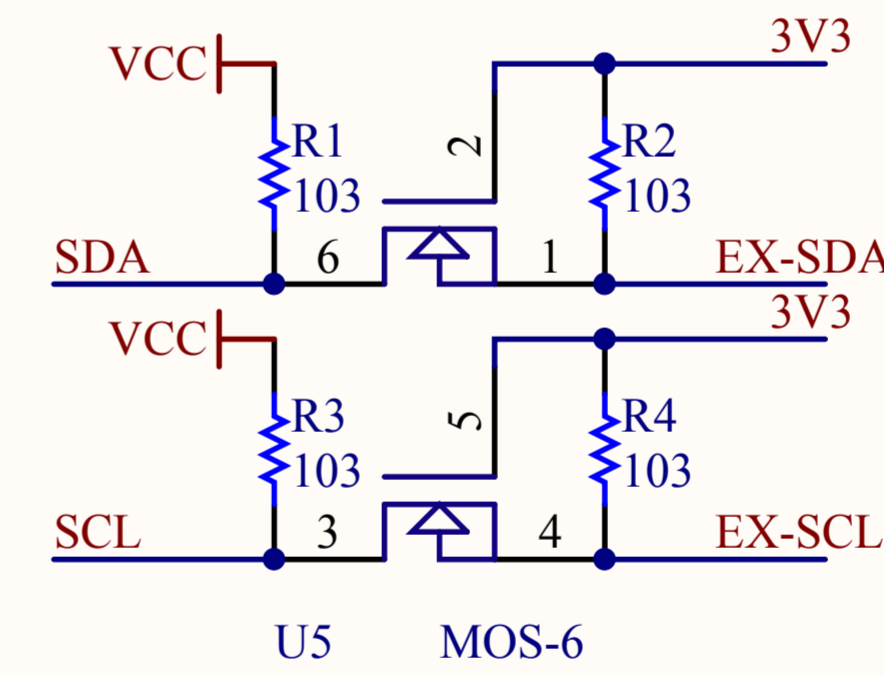 3V3
VCC
R1
2
R2
103
103
SDA
6
1
EX-SDA
3V3
VCC
R3
5
R4
103
103
SCL
3
4
EX-SCL
U5
MOS-6